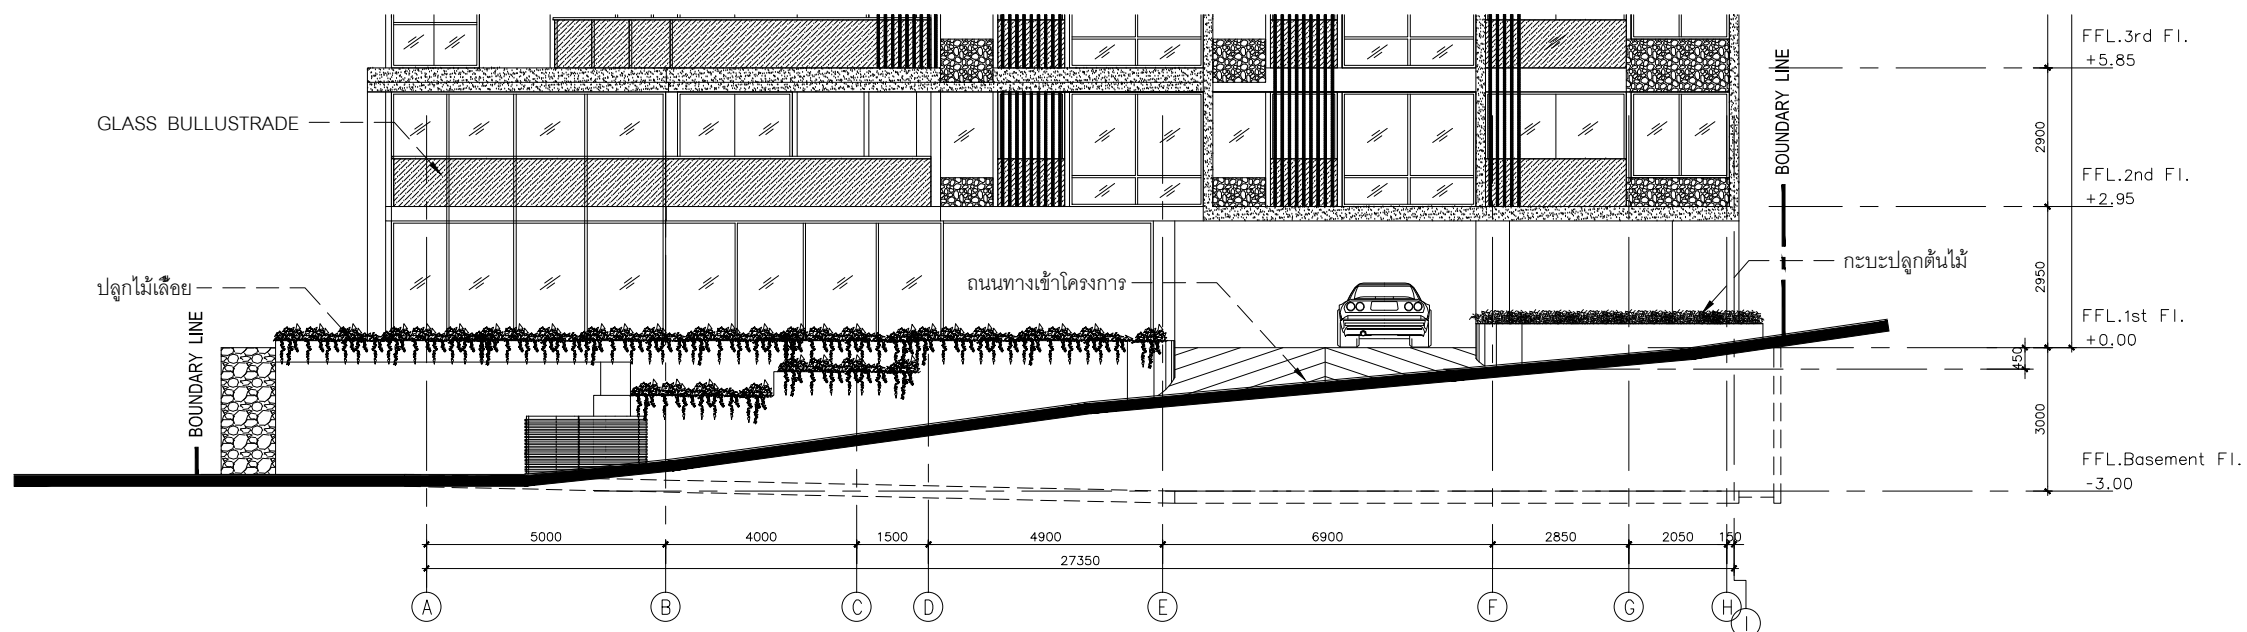 FFL.3rd Fl.
+5.85
BOUNDARY LINE
GLASS BULLUSTRADE
2900
FFL.2nd Fl.
+2.95
ปลูกไม้เลื้อย
ถนนทางเข้าโครงการ
กะบะปลูกต้นไม้
2950
BOUNDARY LINE
FFL.1st Fl.
+0.00
450
3000
FFL.Basement Fl.
-3.00
5000 4000 1500 4900 6900 2850 2050 150
27350
A B C D E F G H I